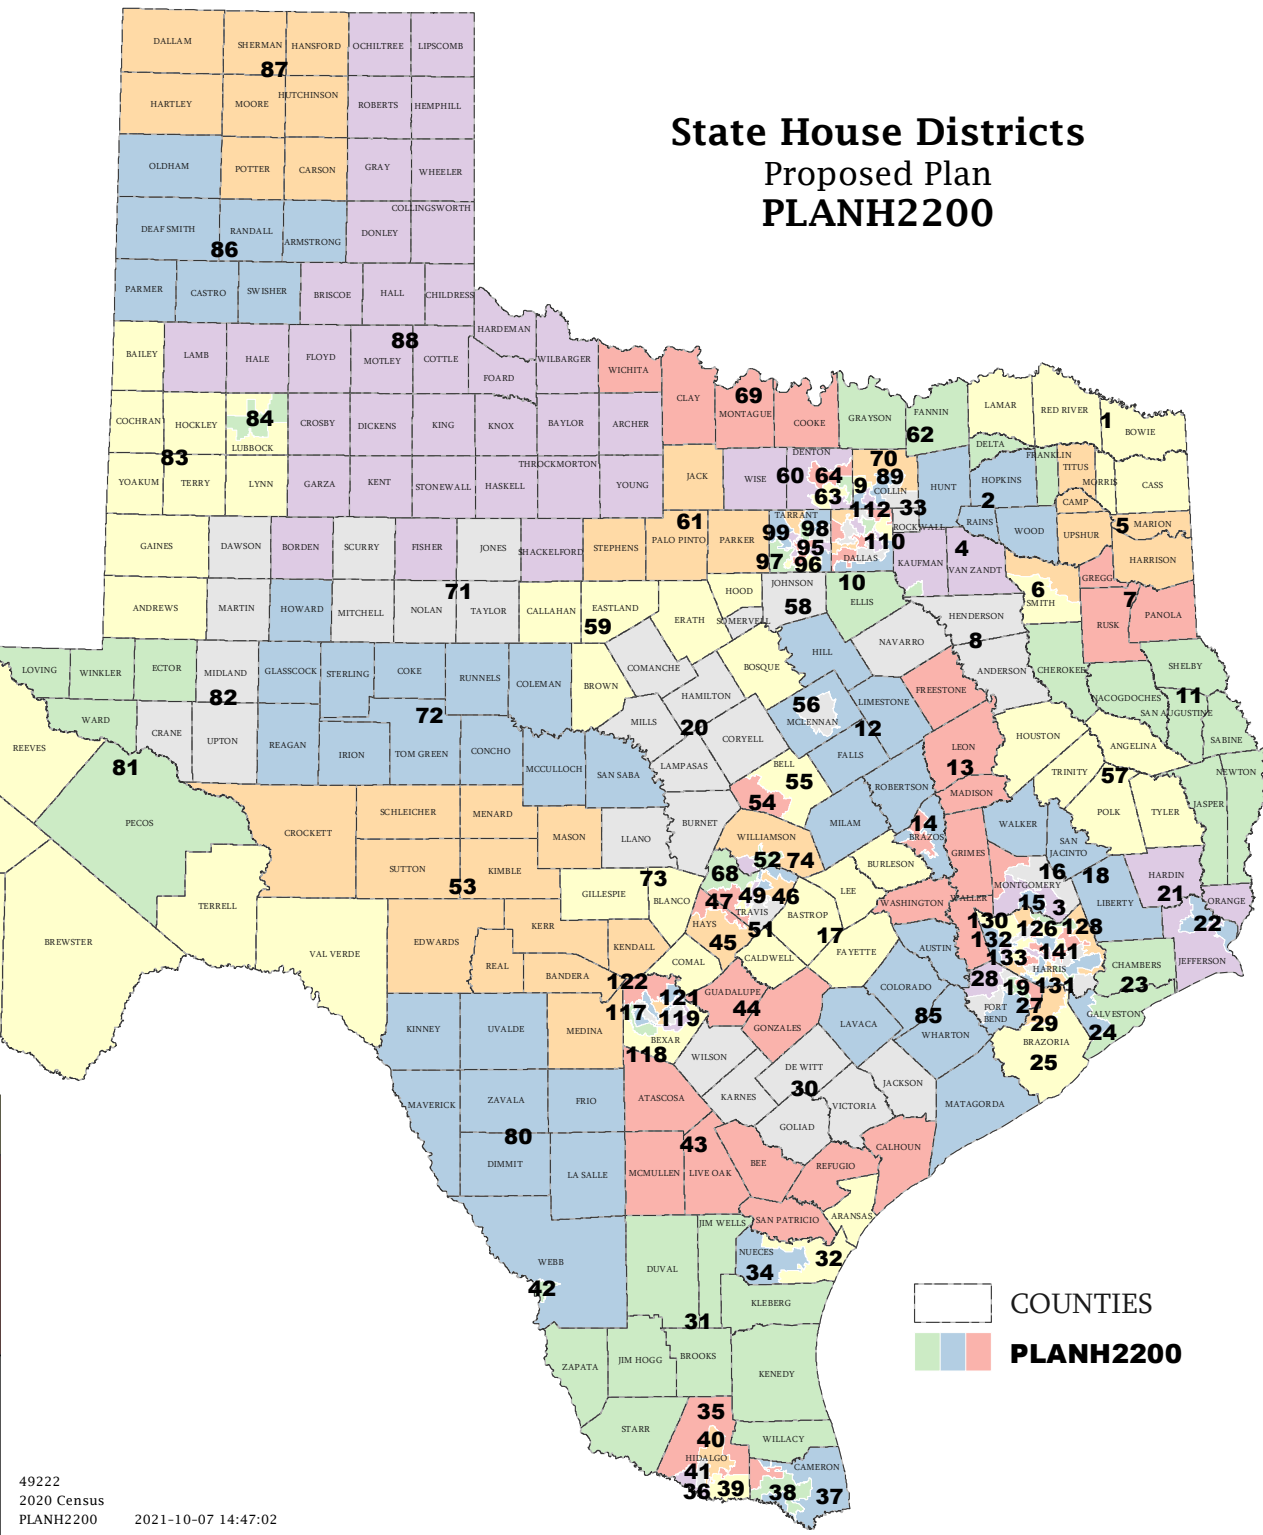 State House Districts
Proposed Plan
PLANH2200
DALLAM
SHERMAN
HANSFORD
OCHILTREE
LIPSCOMB
87
HARTLEY
MOORE
HUTCHINSON
ROBERTS
HEMPHILL
OLDHAM
POTTER
CARSON
GRAY
WHEELER
COLLINGSWORTH
DEAF SMITH
RANDALL
ARMSTRONG
DONLEY
86
PARMER
CASTRO
SWISHER
BRISCOE
HALL
CHILDRESS
HARDEMAN
88
BAILEY
LAMB
HALE
FLOYD
MOTLEY
COTTLE
FOARD
WILBARGER
WICHITA
CLAY
69
MONTAGUE
COOKE
GRAYSON
FANNIN
62
LAMAR
RED RIVER
1
BOWIE
COCHRAN
HOCKLEY
84
LUBBOCK
CROSBY
DICKENS
KING
KNOX
BAYLOR
ARCHER
83
YOAKUM
TERRY
LYNN
GARZA
KENT
STONEWALL
HASKELL
THROCKMORTON
YOUNG
JACK
WISE
DENTON
60
64
63
70
9
89
COLLIN
112
33
ROCKWALL
HUNT
DELTA
HOPKINS
2
FRANKLIN
TITUS
MORRIS
CASS
CAMP
RAINS
WOOD
UPSHUR
5
MARION
HARRISON
GAINES
DAWSON
BORDEN
SCURRY
FISHER
JONES
SHACKELFORD
STEPHENS
61
PALO PINTO
PARKER
TARRANT
99
98
95
97
96
110
DALLAS
KAUFMAN
4
VAN ZANDT
6
SMITH
GREGG
7
RUSK
PANOLA
ANDREWS
MARTIN
HOWARD
MITCHELL
71
NOLAN
TAYLOR
CALLAHAN
EASTLAND
59
ERATH
HOOD
SOMERVELL
JOHNSON
58
10
ELLIS
NAVARRO
HENDERSON
8
ANDERSON
CHEROKEE
NACOGDOCHES
SHELBY
11
SAN AUGUSTINE
SABINE
LOVING
WINKLER
ECTOR
MIDLAND
82
GLASSCOCK
STERLING
COKE
RUNNELS
COLEMAN
BROWN
COMANCHE
BOSQUE
HILL
FREESTONE
WARD
CRANE
UPTON
REAGAN
IRION
72
TOM GREEN
CONCHO
MCCULLOCH
SAN SABA
MILLS
HAMILTON
20
CORYELL
LAMPASAS
56
MCLENNAN
LIMESTONE
12
FALLS
LEON
13
HOUSTON
ANGELINA
TRINITY
57
POLK
TYLER
NEWTON
JASPER
REEVES
81
PECOS
CROCKETT
SCHLEICHER
MENARD
MASON
LLANO
BURNET
BELL
55
54
MILAM
ROBERTSON
MADISON
14
BRAZOS
GRIMES
WALKER
SAN
JACINTO
SUTTON
53
KIMBLE
WILLIAMSON
52
74
BURLESON
16
18
HARDIN
21
MONTGOMERY
15
3
LIBERTY
ORANGE
22
JEFFERSON
BREWSTER
TERRELL
VAL VERDE
EDWARDS
REAL
KERR
BANDERA
GILLESPIE
73
BLANCO
KENDALL
COMAL
68
47
49
46
TRAVIS
HAYS
45
51
BASTROP
CALDWELL
LEE
17
FAYETTE
WASHINGTON
WALLER
AUSTIN
130
126
128
132
133
141
HARRIS
CHAMBERS
23
28
19
131
27
FORT
BEND
29
BRAZORIA
25
GALVESTON
24
KINNEY
UVALDE
MEDINA
122
121
117
119
BEXAR
118
GUADALUPE
44
GONZALES
COLORADO
LAVACA
85
WHARTON
MATAGORDA
MAVERICK
ZAVALA
FRIO
ATASCOSA
WILSON
KARNES
DE WITT
30
GOLIAD
VICTORIA
JACKSON
80
DIMMIT
LA SALLE
MCMULLEN
43
LIVE OAK
BEE
REFUGIO
CALHOUN
SAN PATRICIO
ARANSAS
WEBB
42
DUVAL
JIM WELLS
NUECES
34
32
KLEBERG
31
ZAPATA
JIM HOGG
BROOKS
KENEDY
STARR
35
40
HIDALGO
41
36
39
WILLACY
CAMERON
38
37
COUNTIES
PLANH2200
49222
2020 Census
PLANH2200 2021-10-07 14:47:02